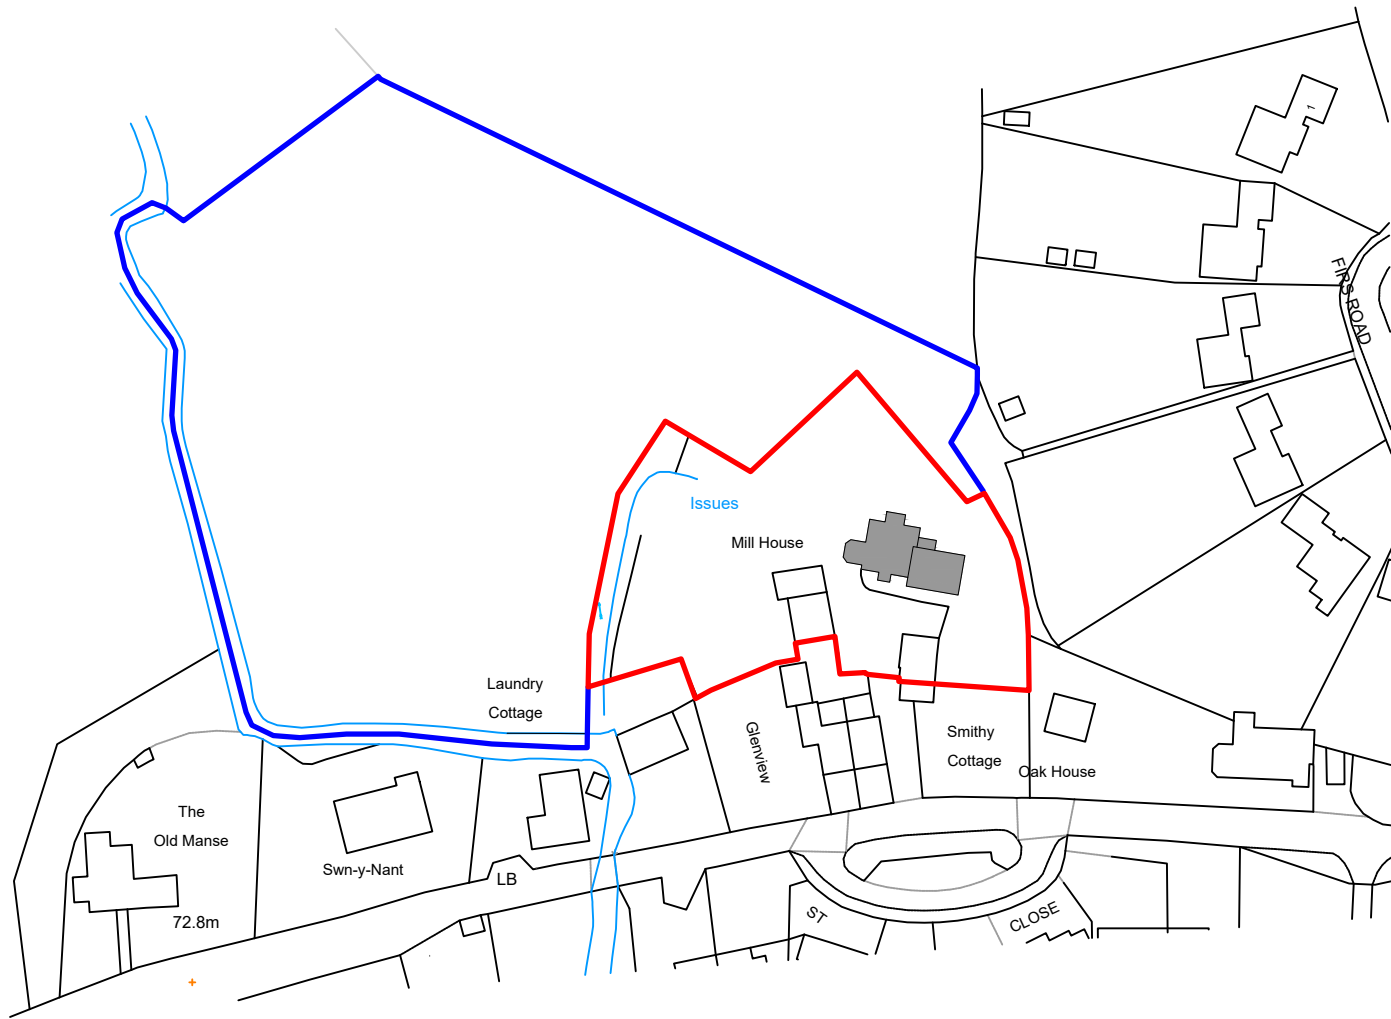 1
FIRS ROAD
Issues
Mill House
Laundry
Cottage
Glenview
Smithy
Cottage
Oak House
The
Old Manse
Swn-y-Nant
LB
72.8m
ST
CLOSE